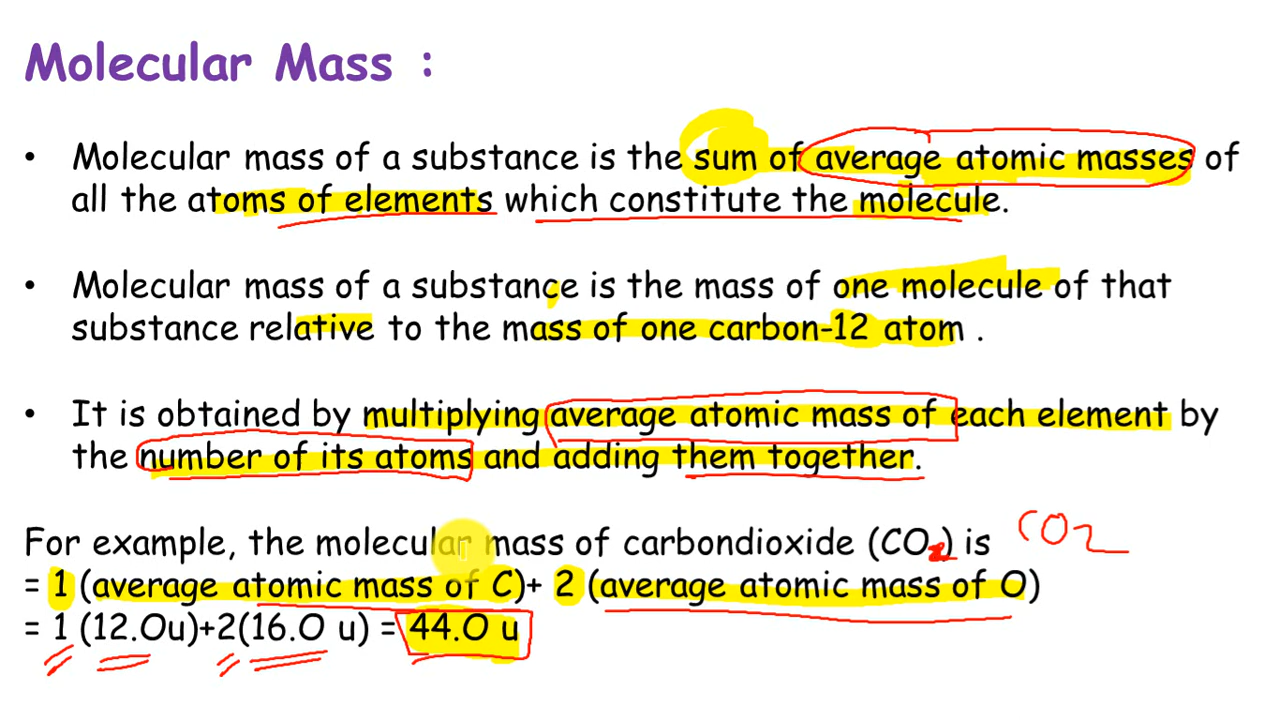 Molecular Mass :
• Molecular mass of a substance is the sum of average atomic masses of
all the atoms of elements which constitute the molecule.
• Molecular mass of a substance is the mass of one molecule of that
substance relative to the mass of one carbon-12 atom .
• It is obtained by multiplying average atomic mass of each element by
the number of its atoms and adding them together.
For example, the molecular mass of carbondioxide (CO2) is CO2
= 1 (average atomic mass of C)+ 2 (average atomic mass of O)
= 1 (12.0u)+2(16.0 u) = 44.0 u